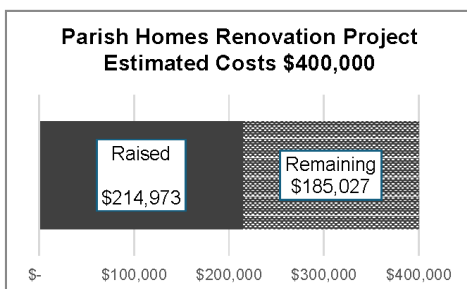 Parish Homes Renovation Project
Estimated Costs $400,000
Raised
$214,973
Remaining
$185,027
$- $100,000 $200,000 $300,000 $400,000